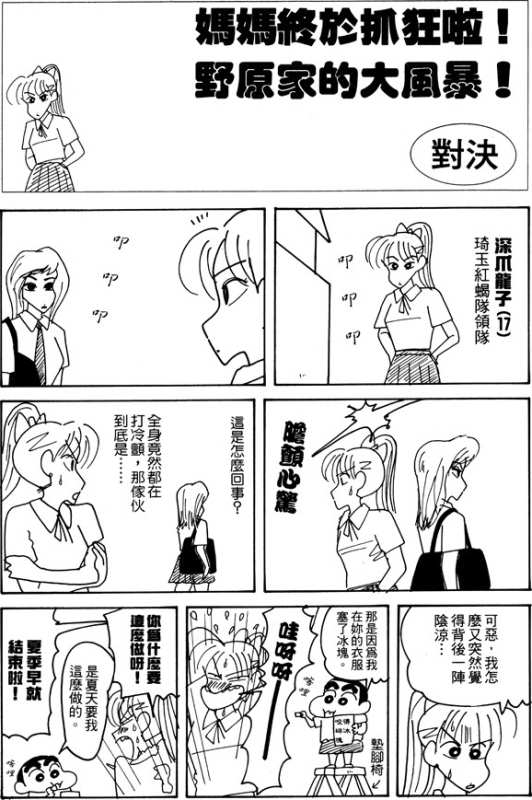 媽媽終於抓狂啦！
野原家的大風暴！
對決
深爪龍子(17)
琦玉紅蝎隊領隊
叩
叩
叩
叩
叩
叩
膽顫心驚
這是怎麼回事？
全身竟然都在
打冷顫，那傢伙
到底是……
可惡，我怎
麼又突然覺
得背後一陣
陰涼…
那是因為我
在妳的衣服
塞了冰塊。
哇呀呀——
墊腳椅
你為什麼要
這麼做呀！
是夏天要我
這麼做的。
夏季早就
結束啦！